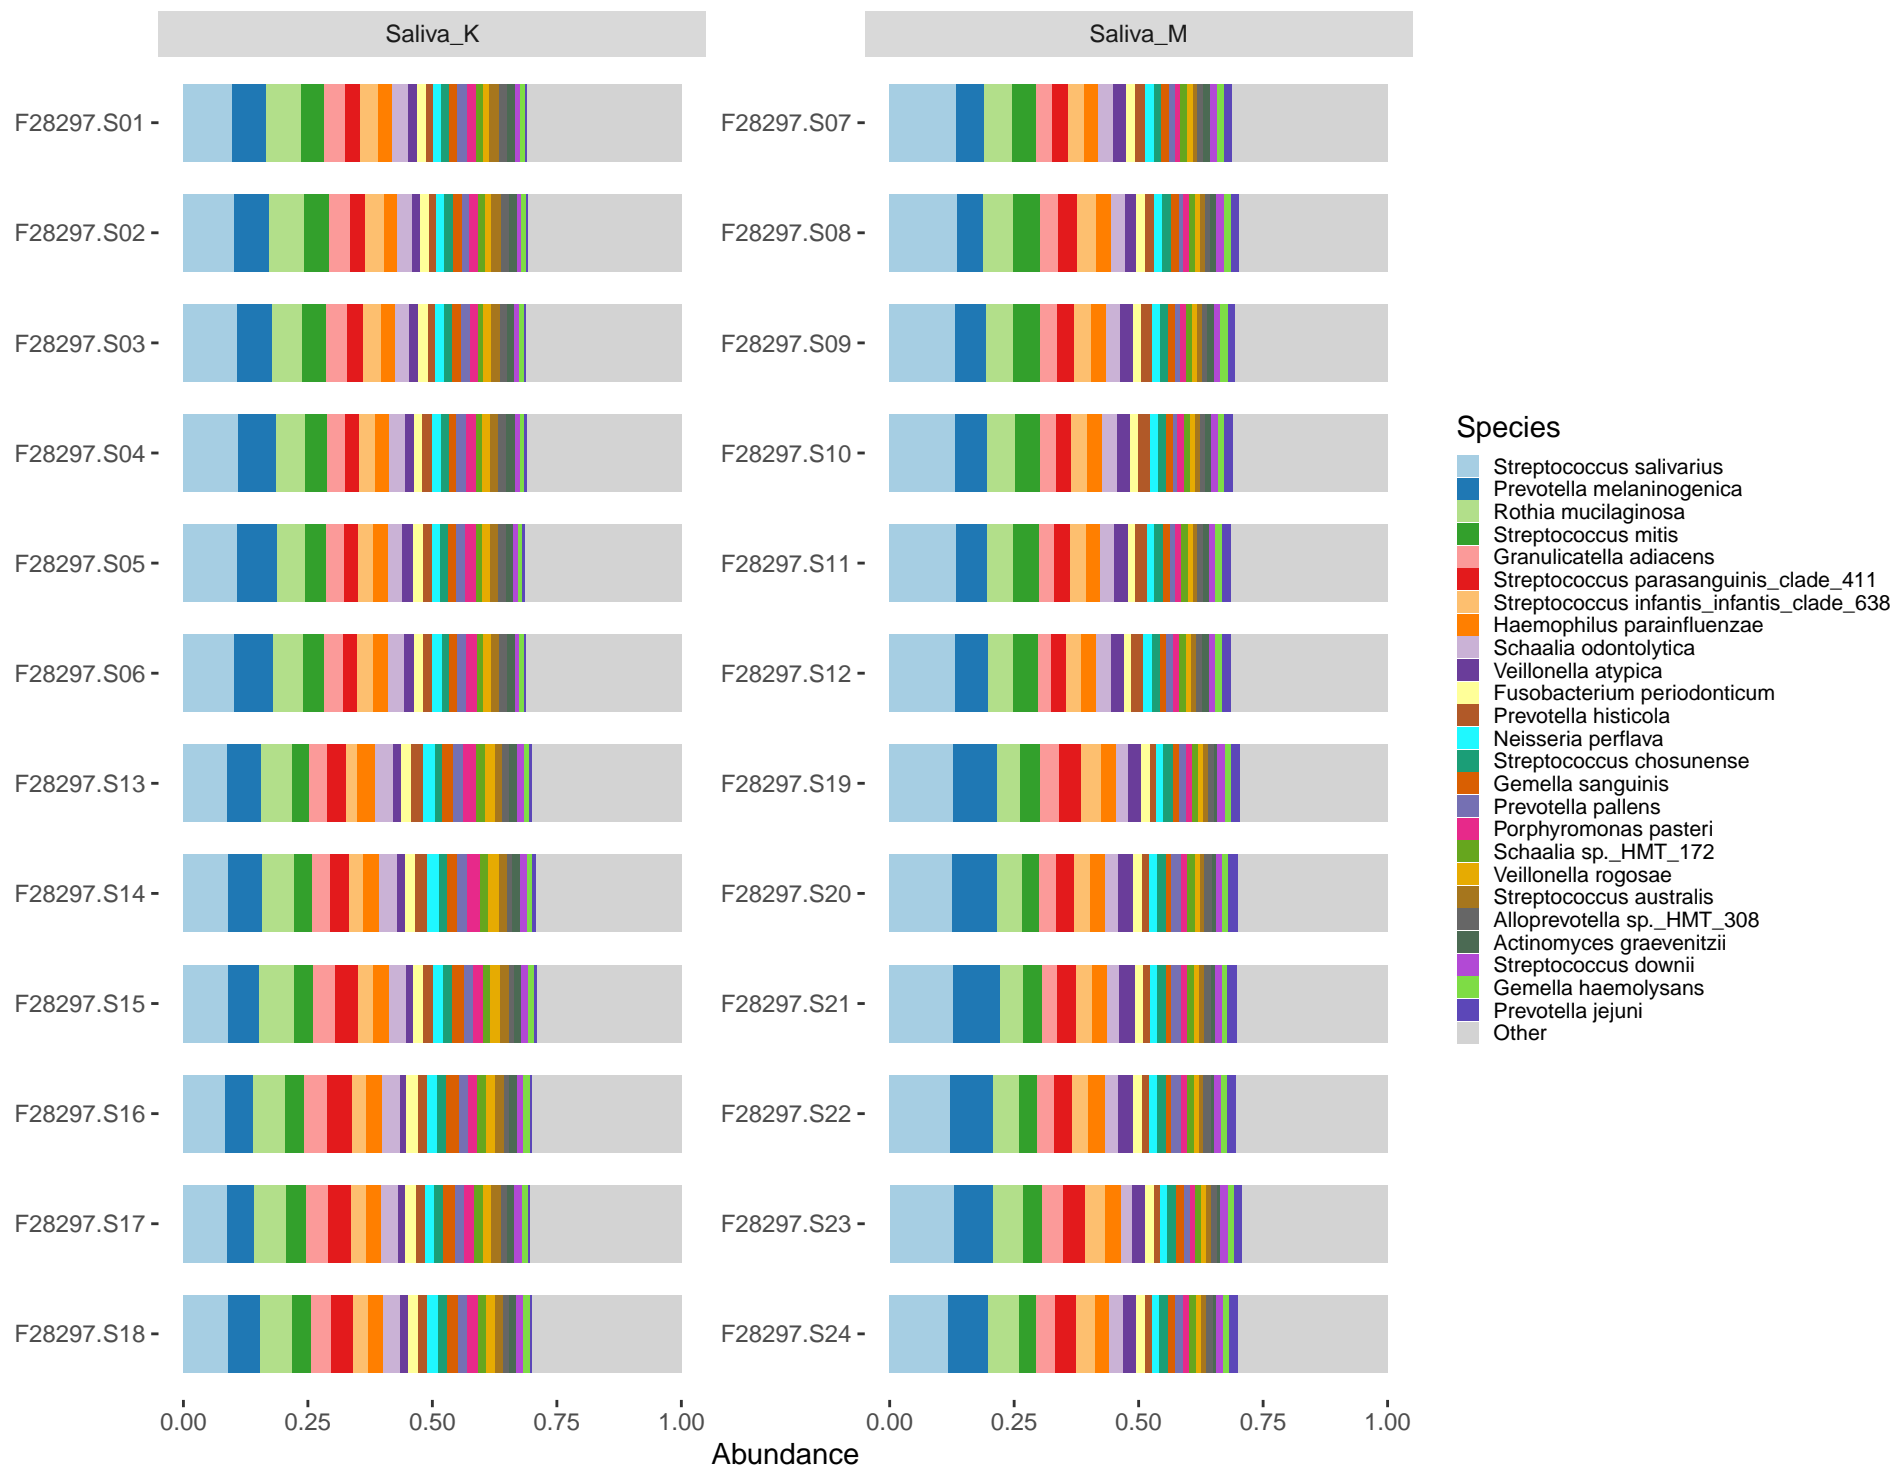 Saliva_K
Saliva_M
F28297.S01
F28297.S02
F28297.S03
F28297.S04
F28297.S05
F28297.S06
F28297.S13
F28297.S14
F28297.S15
F28297.S16
F28297.S17
F28297.S18
F28297.S07
F28297.S08
F28297.S09
F28297.S10
F28297.S11
F28297.S12
F28297.S19
F28297.S20
F28297.S21
F28297.S22
F28297.S23
F28297.S24
0.00 0.25 0.50 0.75 1.00
0.00 0.25 0.50 0.75 1.00
Abundance
Species
Streptococcus salivarius
Prevotella melaninogenica
Rothia mucilaginosa
Streptococcus mitis
Granulicatella adiacens
Streptococcus parasanguinis_clade_411
Streptococcus infantis_infantis_clade_638
Haemophilus parainfluenzae
Schaalia odontolytica
Veillonella atypica
Fusobacterium periodonticum
Prevotella histicola
Neisseria perflava
Streptococcus chosunense
Gemella sanguinis
Prevotella pallens
Porphyromonas pasteri
Schaalia sp._HMT_172
Veillonella rogosae
Streptococcus australis
Alloprevotella sp._HMT_308
Actinomyces graevenitzii
Streptococcus downii
Gemella haemolysans
Prevotella jejuni
Other